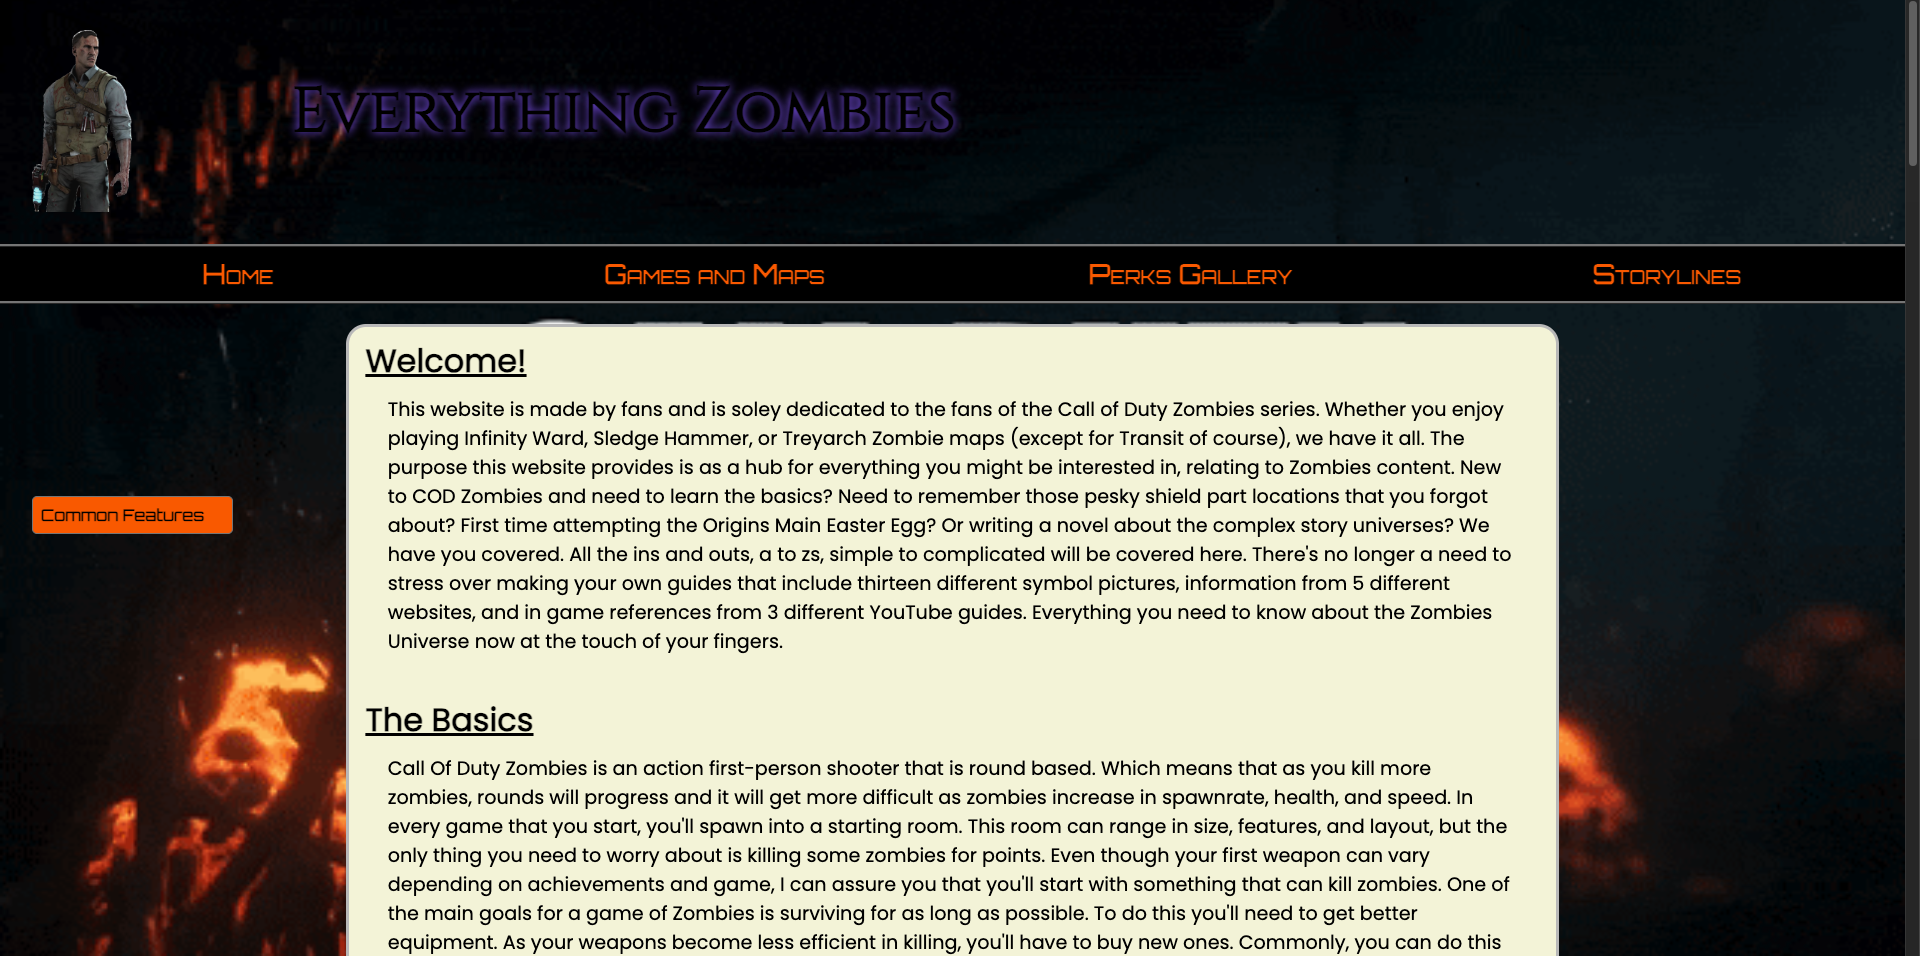 Everything Zombies
Home
Games and Maps
Perks Gallery
Storylines
Welcome!
This website is made by fans and is soley dedicated to the fans of the Call of Duty Zombies series. Whether you enjoy
playing Infinity Ward, Sledge Hammer, or Treyarch Zombie maps (except for Transit of course), we have it all. The
purpose this website provides is as a hub for everything you might be interested in, relating to Zombies content. New
to COD Zombies and need to learn the basics? Need to remember those pesky shield part locations that you forgot
about? First time attempting the Origins Main Easter Egg? Or writing a novel about the complex story universes? We
have you covered. All the ins and outs, a to zs, simple to complicated will be covered here. There's no longer a need to
stress over making your own guides that include thirteen different symbol pictures, information from 5 different
websites, and in game references from 3 different YouTube guides. Everything you need to know about the Zombies
Universe now at the touch of your fingers.
Common Features
The Basics
Call Of Duty Zombies is an action first-person shooter that is round based. Which means that as you kill more
zombies, rounds will progress and it will get more difficult as zombies increase in spawnrate, health, and speed. In
every game that you start, you'll spawn into a starting room. This room can range in size, features, and layout, but the
only thing you need to worry about is killing some zombies for points. Even though your first weapon can vary
depending on achievements and game, I can assure you that you'll start with something that can kill zombies. One of
the main goals for a game of Zombies is surviving for as long as possible. To do this you'll need to get better
equipment. As your weapons become less efficient in killing, you'll have to buy new ones. Commonly, you can do this